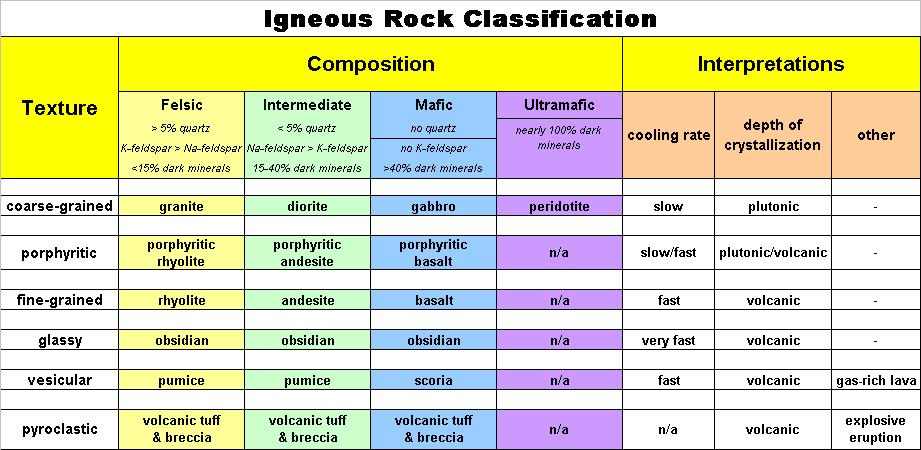 Igneous Rock Classification
Texture
Composition
Interpretations
Felsic
> 5% quartz
K-feldspar > Na-feldspar
<15% dark minerals
Intermediate
< 5% quartz
Na-feldspar > K-feldspar
15-40% dark minerals
Mafic
no quartz
no K-feldspar
>40% dark minerals
Ultramafic
nearly 100% dark
minerals
cooling rate
depth of
crystallization
other
coarse-grained granite diorite gabbro peridotite slow plutonic -
porphyritic
porphyritic
rhyolite
porphyritic
andesite
porphyritic
basalt
n/a
slow/fast
plutonic/volcanic
-
fine-grained rhyolite andesite basalt n/a fast volcanic -
glassy obsidian obsidian obsidian n/a very fast volcanic -
vesicular pumice pumice scoria n/a fast volcanic gas-rich lava
pyroclastic
volcanic tuff
& breccia
volcanic tuff
& breccia
volcanic tuff
& breccia
n/a
n/a
volcanic
explosive
eruption